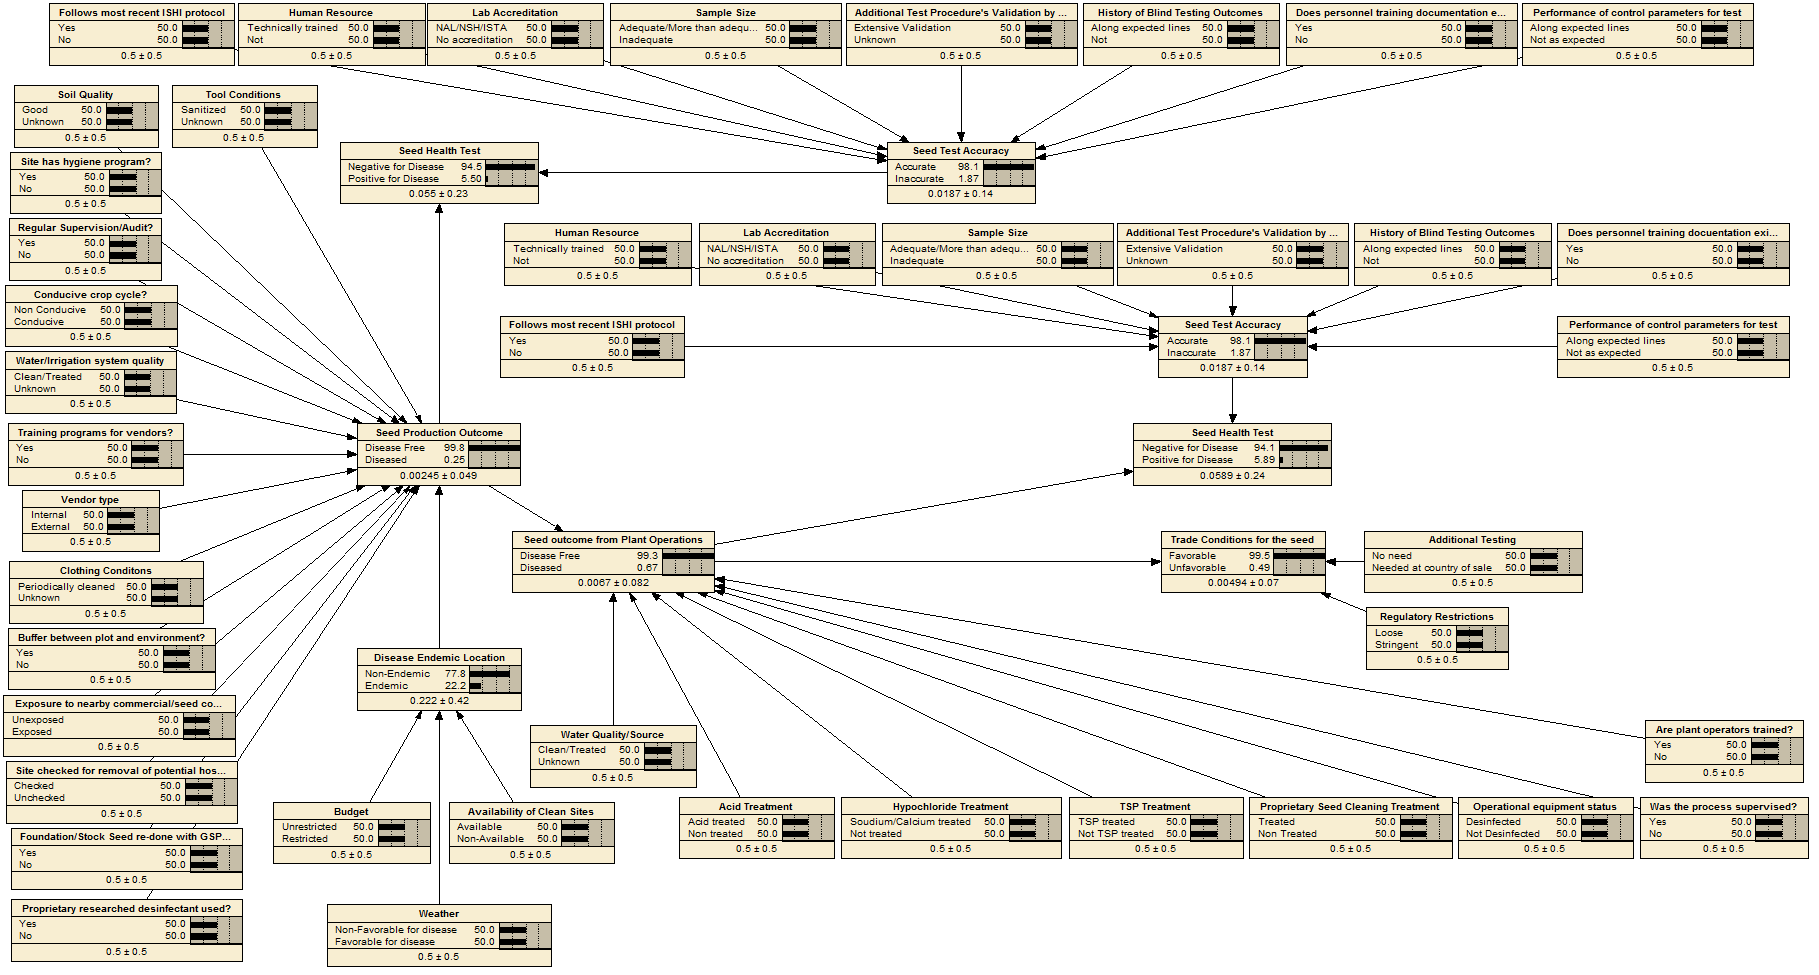 Follows most recent ISHI protocol
Yes 50.0
No 50.0
0.5 ± 0.5
Human Resource
Technically trained 50.0
Not 50.0
0.5 ± 0.5
Lab Accreditation
NAL/NSH/ISTA 50.0
No accreditation 50.0
0.5 ± 0.5
Sample Size
Adequate/More than adequ... 50.0
Inadequate 50.0
0.5 ± 0.5
Additional Test Procedure's Validation by ...
Extensive Validation 50.0
Unknown 50.0
0.5 ± 0.5
History of Blind Testing Outcomes
Along expected lines 50.0
Not 50.0
0.5 ± 0.5
Does personnel training documentation e...
Yes 50.0
No 50.0
0.5 ± 0.5
Performance of control parameters for test
Along expected lines 50.0
Not as expected 50.0
0.5 ± 0.5
Soil Quality
Good 50.0
Unknown 50.0
0.5 ± 0.5
Tool Conditions
Sanitized 50.0
Unknown 50.0
0.5 ± 0.5
Seed Health Test
Negative for Disease 94.5
Positive for Disease 5.50
0.055 ± 0.23
Seed Test Accuracy
Accurate 98.1
Inaccurate 1.87
0.0187 ± 0.14
Site has hygiene program?
Yes 50.0
No 50.0
0.5 ± 0.5
Regular Supervision/Audit?
Yes 50.0
No 50.0
0.5 ± 0.5
Human Resource
Technically trained 50.0
Not 50.0
0.5 ± 0.5
Lab Accreditation
NAL/NSH/ISTA 50.0
No accreditation 50.0
0.5 ± 0.5
Sample Size
Adequate/More than adequ... 50.0
Inadequate 50.0
0.5 ± 0.5
Additional Test Procedure's Validation by ...
Extensive Validation 50.0
Unknown 50.0
0.5 ± 0.5
History of Blind Testing Outcomes
Along expected lines 50.0
Not 50.0
0.5 ± 0.5
Does personnel training docuentation exi...
Yes 50.0
No 50.0
0.5 ± 0.5
Conducive crop cycle?
Non Conducive 50.0
Conducive 50.0
0.5 ± 0.5
Follows most recent ISHI protocol
Yes 50.0
No 50.0
0.5 ± 0.5
Seed Test Accuracy
Accurate 98.1
Inaccurate 1.87
0.0187 ± 0.14
Performance of control parameters for test
Along expected lines 50.0
Not as expected 50.0
0.5 ± 0.5
Water/Irrigation system quality
Clean/Treated 50.0
Unknown 50.0
0.5 ± 0.5
Training programs for vendors?
Yes 50.0
No 50.0
0.5 ± 0.5
Seed Production Outcome
Disease Free 99.8
Diseased 0.25
0.00245 ± 0.049
Seed Health Test
Negative for Disease 94.1
Positive for Disease 5.89
0.0589 ± 0.24
Vendor type
Internal 50.0
External 50.0
0.5 ± 0.5
Seed outcome from Plant Operations
Disease Free 99.3
Diseased 0.67
0.0067 ± 0.082
Trade Conditions for the seed
Favorable 99.5
Unfavorable 0.49
0.00494 ± 0.07
Additional Testing
No need 50.0
Needed at country of sale 50.0
0.5 ± 0.5
Clothing Conditons
Periodically cleaned 50.0
Unknown 50.0
0.5 ± 0.5
Regulatory Restrictions
Loose 50.0
Stringent 50.0
0.5 ± 0.5
Buffer between plot and environment?
Yes 50.0
No 50.0
0.5 ± 0.5
Disease Endemic Location
Non-Endemic 77.8
Endemic 22.2
0.222 ± 0.42
Exposure to nearby commercial/seed co...
Unexposed 50.0
Exposed 50.0
0.5 ± 0.5
Water Quality/Source
Clean/Treated 50.0
Unknown 50.0
0.5 ± 0.5
Are plant operators trained?
Yes 50.0
No 50.0
0.5 ± 0.5
Site checked for removal of potential hos...
Checked 50.0
Unchecked 50.0
0.5 ± 0.5
Budget
Unrestricted 50.0
Restricted 50.0
0.5 ± 0.5
Availability of Clean Sites
Available 50.0
Non-Available 50.0
0.5 ± 0.5
Acid Treatment
Acid treated 50.0
Non treated 50.0
0.5 ± 0.5
Hypochloride Treatment
Soudium/Calcium treated 50.0
Not treated 50.0
0.5 ± 0.5
TSP Treatment
TSP treated 50.0
Not TSP treated 50.0
0.5 ± 0.5
Proprietary Seed Cleaning Treatment
Treated 50.0
Non Treated 50.0
0.5 ± 0.5
Operational equipment status
Desinfected 50.0
Not Desinfected 50.0
0.5 ± 0.5
Was the process supervised?
Yes 50.0
No 50.0
0.5 ± 0.5
Foundation/Stock Seed re-done with GSP...
Yes 50.0
No 50.0
0.5 ± 0.5
Proprietary researched desinfectant used?
Yes 50.0
No 50.0
0.5 ± 0.5
Weather
Non-Favorable for disease 50.0
Favorable for disease 50.0
0.5 ± 0.5